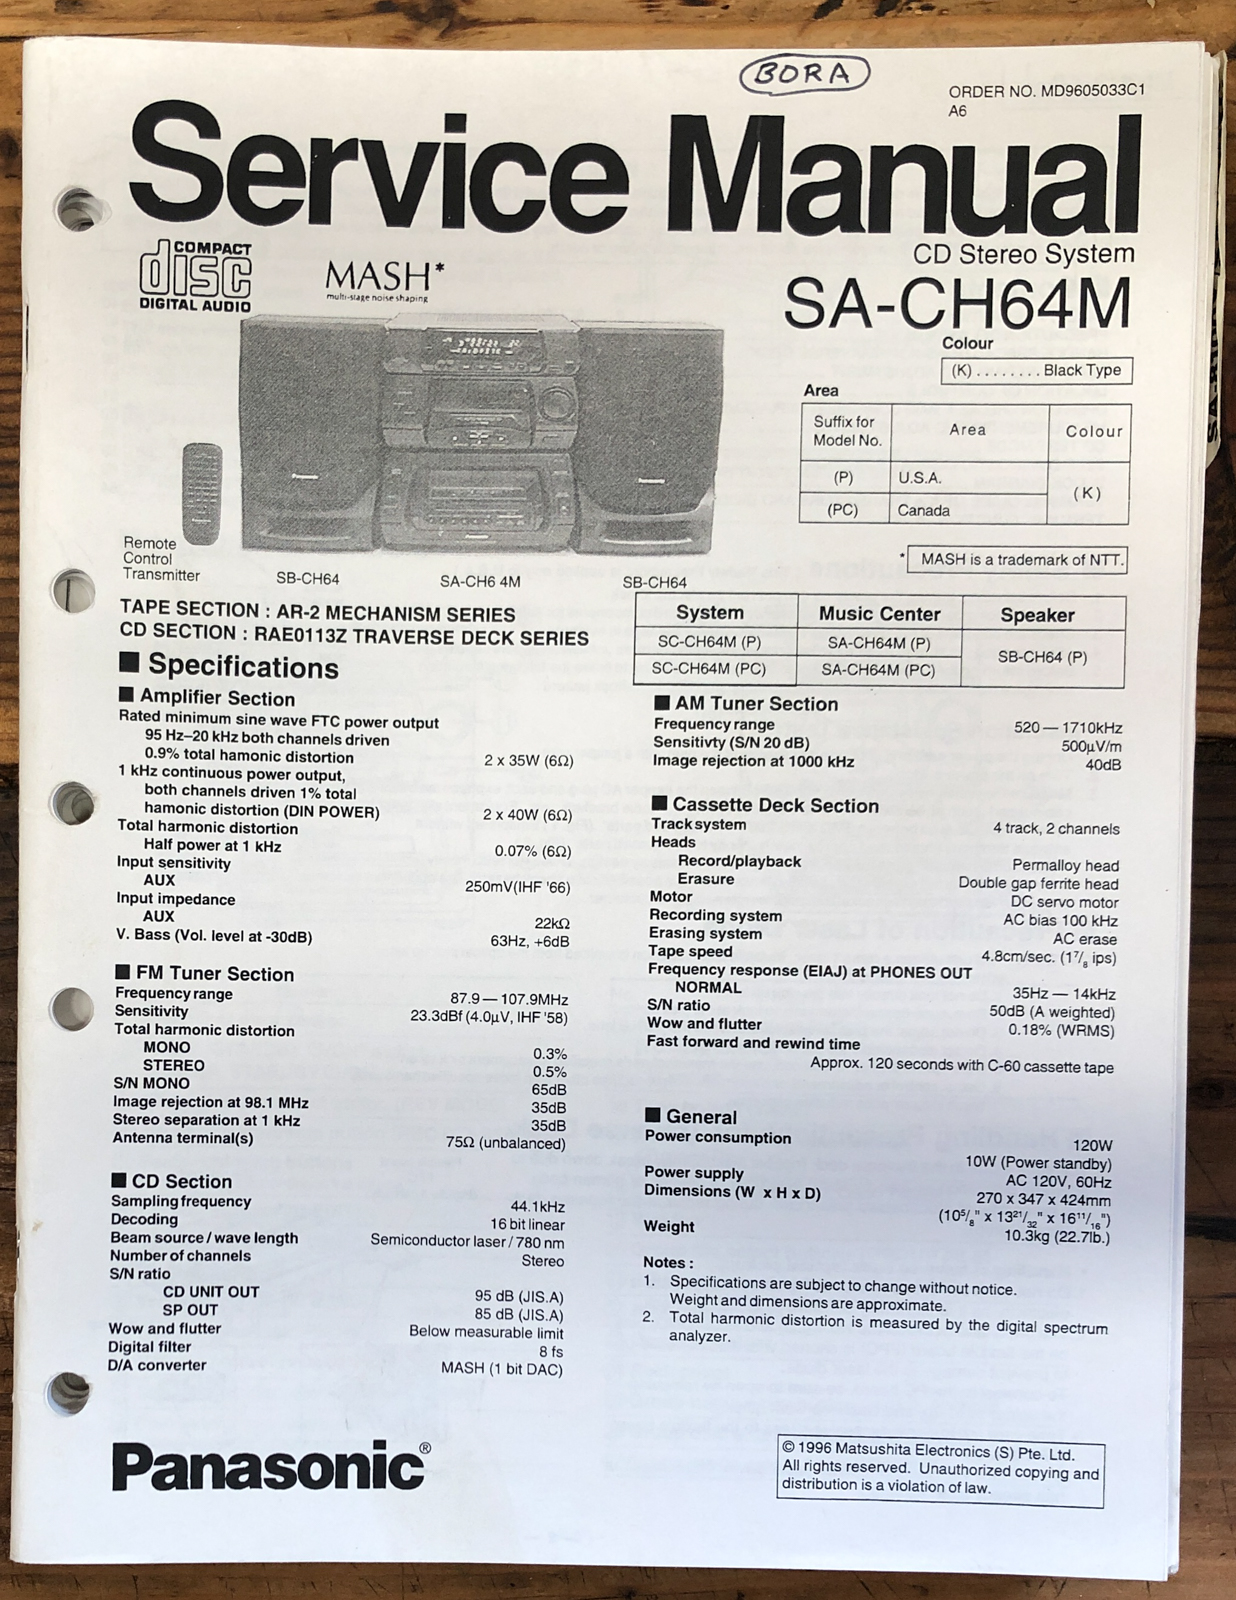 BORA
ORDER NO. MD9605033C1
A6
Service Manual
COMPACT
disc
DIGITAL AUDIO
MASH*
multi-stage noise shaping
CD Stereo System
SA-CH64M
Colour
(K) ........ Black Type
Area
Suffix for Model No. Area Colour
(P) U.S.A. (K)
(PC) Canada
* MASH is a trademark of NTT.
Remote
Control
Transmitter
SB-CH64 SA-CH6 4M SB-CH64
TAPE SECTION : AR-2 MECHANISM SERIES
CD SECTION : RAE0113Z TRAVERSE DECK SERIES
System Music Center Speaker
SC-CH64M (P) SA-CH64M (P) SB-CH64 (P)
SC-CH64M (PC) SA-CH64M (PC)
■ Specifications
■ Amplifier Section
Rated minimum sine wave FTC power output
95 Hz–20 kHz both channels driven
0.9% total hamonic distortion 2 x 35W (6Ω)
1 kHz continuous power output,
both channels driven 1% total
hamonic distortion (DIN POWER) 2 x 40W (6Ω)
Total harmonic distortion
Half power at 1 kHz 0.07% (6Ω)
Input sensitivity
AUX 250mV(IHF '66)
Input impedance
AUX 22kΩ
V. Bass (Vol. level at -30dB) 63Hz, +6dB
■ FM Tuner Section
Frequency range 87.9 — 107.9MHz
Sensitivity 23.3dBf (4.0µV, IHF '58)
Total harmonic distortion
MONO 0.3%
STEREO 0.5%
S/N MONO 65dB
Image rejection at 98.1 MHz 35dB
Stereo separation at 1 kHz 35dB
Antenna terminal(s) 75Ω (unbalanced)
■ CD Section
Sampling frequency 44.1kHz
Decoding 16 bit linear
Beam source / wave length Semiconductor laser / 780 nm
Number of channels Stereo
S/N ratio
CD UNIT OUT 95 dB (JIS.A)
SP OUT 85 dB (JIS.A)
Wow and flutter Below measurable limit
Digital filter 8 fs
D/A converter MASH (1 bit DAC)
■ AM Tuner Section
Frequency range 520 — 1710kHz
Sensitivty (S/N 20 dB) 500µV/m
Image rejection at 1000 kHz 40dB
■ Cassette Deck Section
Track system 4 track, 2 channels
Heads
Record/playback Permalloy head
Erasure Double gap ferrite head
Motor DC servo motor
Recording system AC bias 100 kHz
Erasing system AC erase
Tape speed 4.8cm/sec. (1⁷/₈ ips)
Frequency response (EIAJ) at PHONES OUT
NORMAL 35Hz — 14kHz
S/N ratio 50dB (A weighted)
Wow and flutter 0.18% (WRMS)
Fast forward and rewind time
Approx. 120 seconds with C-60 cassette tape
■ General
Power consumption 120W
10W (Power standby)
Power supply AC 120V, 60Hz
Dimensions (W x H x D) 270 x 347 x 424mm
(10⁵/₈" x 13²¹/₃₂" x 16¹¹/₁₆")
Weight 10.3kg (22.7lb.)
Notes :
1. Specifications are subject to change without notice.
Weight and dimensions are approximate.
2. Total harmonic distortion is measured by the digital spectrum
analyzer.
Panasonic®
© 1996 Matsushita Electronics (S) Pte. Ltd.
All rights reserved. Unauthorized copying and
distribution is a violation of law.